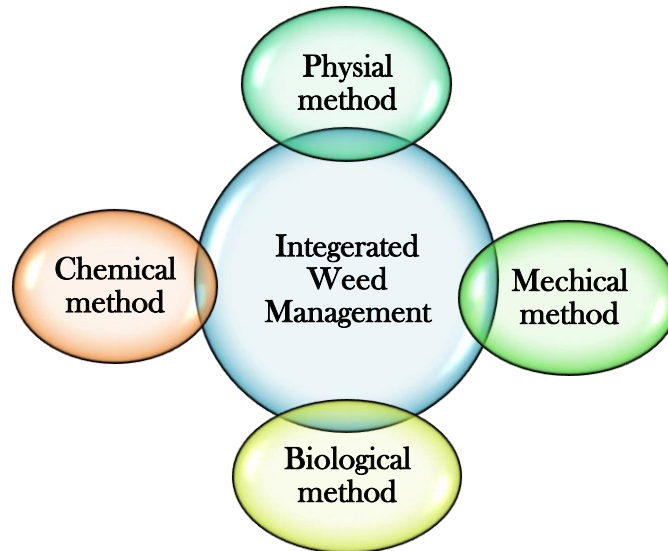 Physial
method
Integerated
Weed
Management
Chemical
method
Mechical
method
Biological
method